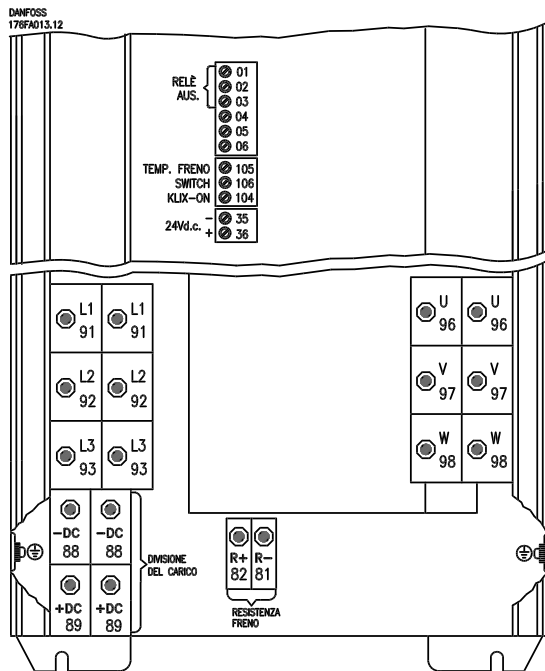 DANFOSS
176FA013.12
RELÈ
AUS.
01
02
03
04
05
06
TEMP. FRENO
SWITCH
KLIX-ON
105
106
104
24Vd.c.
-
+
35
36
L1
91
L1
91
L2
92
L2
92
L3
93
L3
93
U
96
U
96
V
97
V
97
W
98
W
98
-DC
88
-DC
88
+DC
89
+DC
89
DIVISIONE
DEL CARICO
R+
82
R-
81
RESISTENZA
FRENO